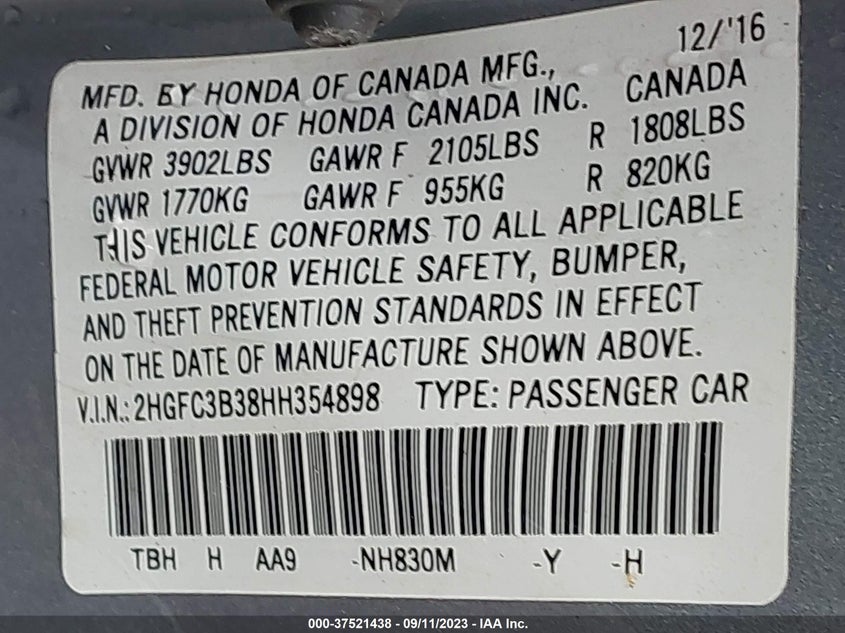 12/'16
MFD. BY HONDA OF CANADA MFG.,
A DIVISION OF HONDA CANADA INC. CANADA
GVWR 3902LBS GAWR F 2105LBS R 1808LBS
GVWR 1770KG GAWR F 955KG R 820KG
THIS VEHICLE CONFORMS TO ALL APPLICABLE
FEDERAL MOTOR VEHICLE SAFETY, BUMPER,
AND THEFT PREVENTION STANDARDS IN EFFECT
ON THE DATE OF MANUFACTURE SHOWN ABOVE.
V.I.N.: 2HGFC3B38HH354898 TYPE: PASSENGER CAR
TBH H AA9 -NH830M -Y -H
000-37521438 - 09/11/2023 - IAA Inc.